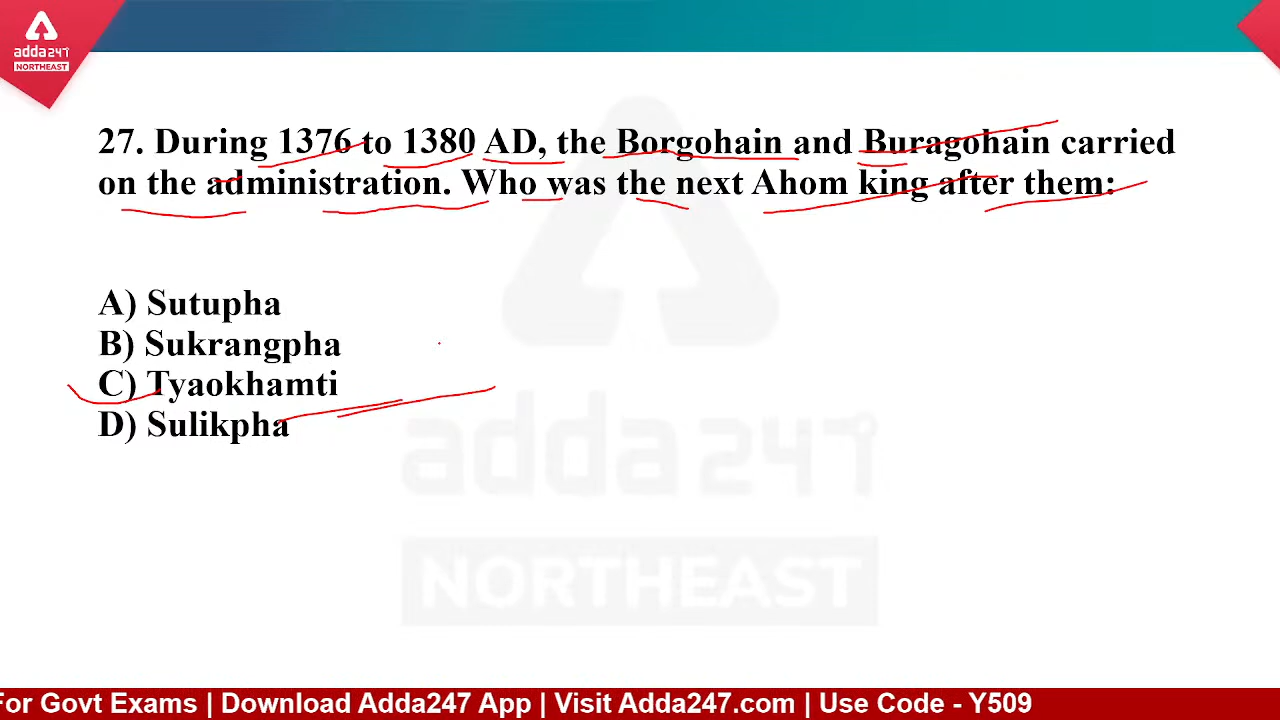 adda247
NORTHEAST
27. During 1376 to 1380 AD, the Borgohain and Buragohain carried
on the administration. Who was the next Ahom king after them:
A) Sutupha
B) Sukrangpha
C) Tyaokhamti
D) Sulikpha
adda247
NORTHEAST
For Govt Exams | Download Adda247 App | Visit Adda247.com | Use Code - Y509